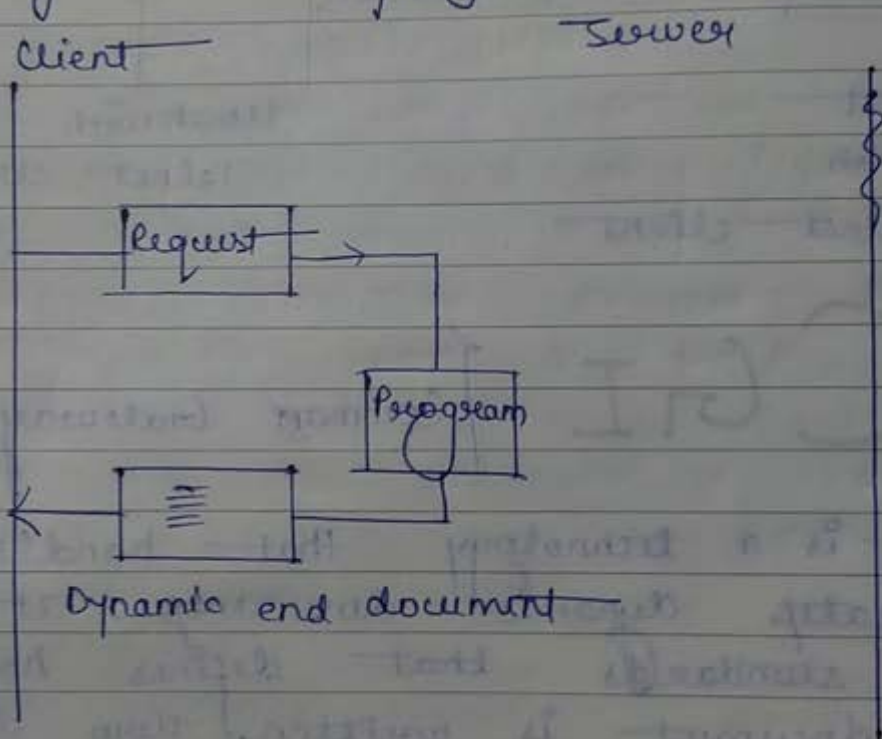 Client
Server
Request
Program
Dynamic end document